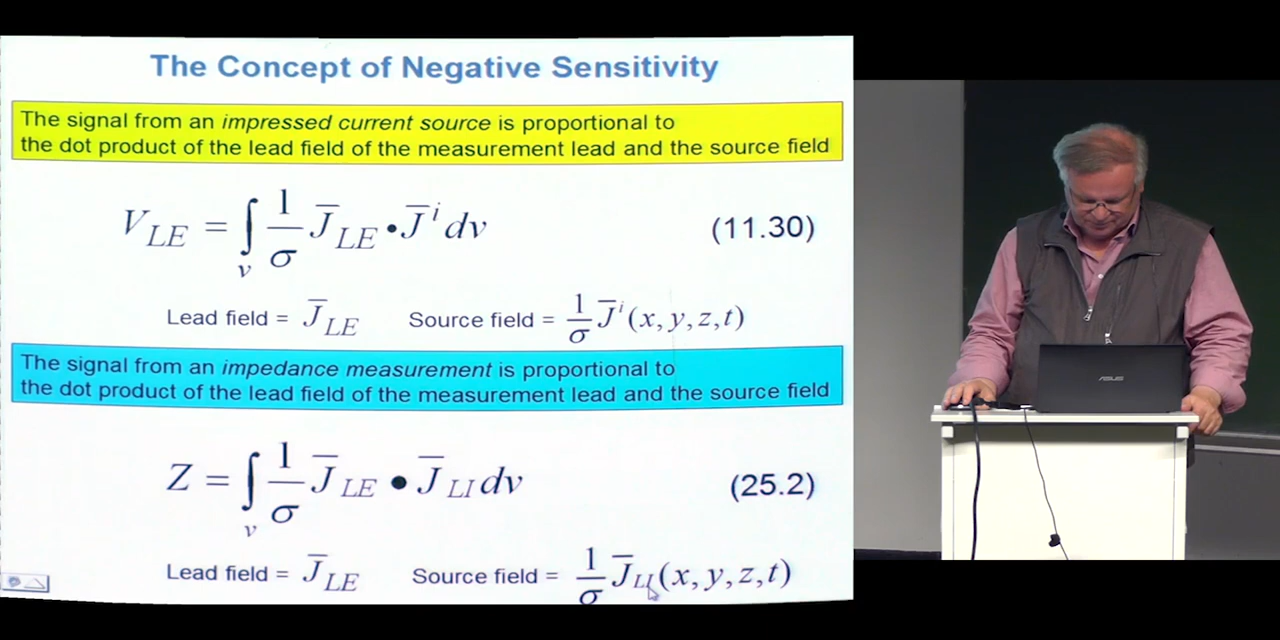 The Concept of Negative Sensitivity
The signal from an impressed current source is proportional to
the dot product of the lead field of the measurement lead and the source field
V_LE = ∫_v 1/σ J̅_LE • J̅^i dv (11.30)
Lead field = J̅_LE Source field = 1/σ J̅^i (x, y, z, t)
The signal from an impedance measurement is proportional to
the dot product of the lead field of the measurement lead and the source field
Z = ∫_v 1/σ J̅_LE • J̅_LI dv (25.2)
Lead field = J̅_LE Source field = 1/σ J̅_LI (x, y, z, t)
ASUS